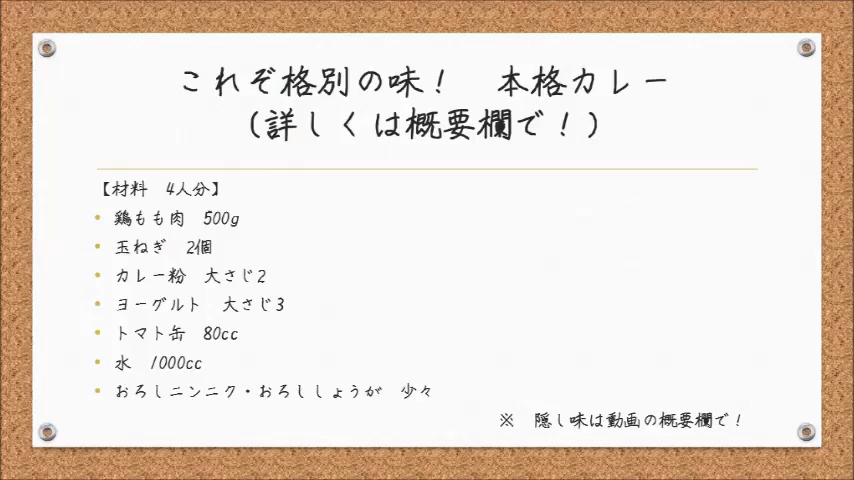 これぞ格別の味！　本格カレー
（詳しくは概要欄で！）
【材料　4人分】
• 鶏もも肉　500g
• 玉ねぎ　2個
• カレー粉　大さじ2
• ヨーグルト　大さじ3
• トマト缶　80cc
• 水　1000cc
• おろしニンニク・おろししょうが　少々
※　隠し味は動画の概要欄で！